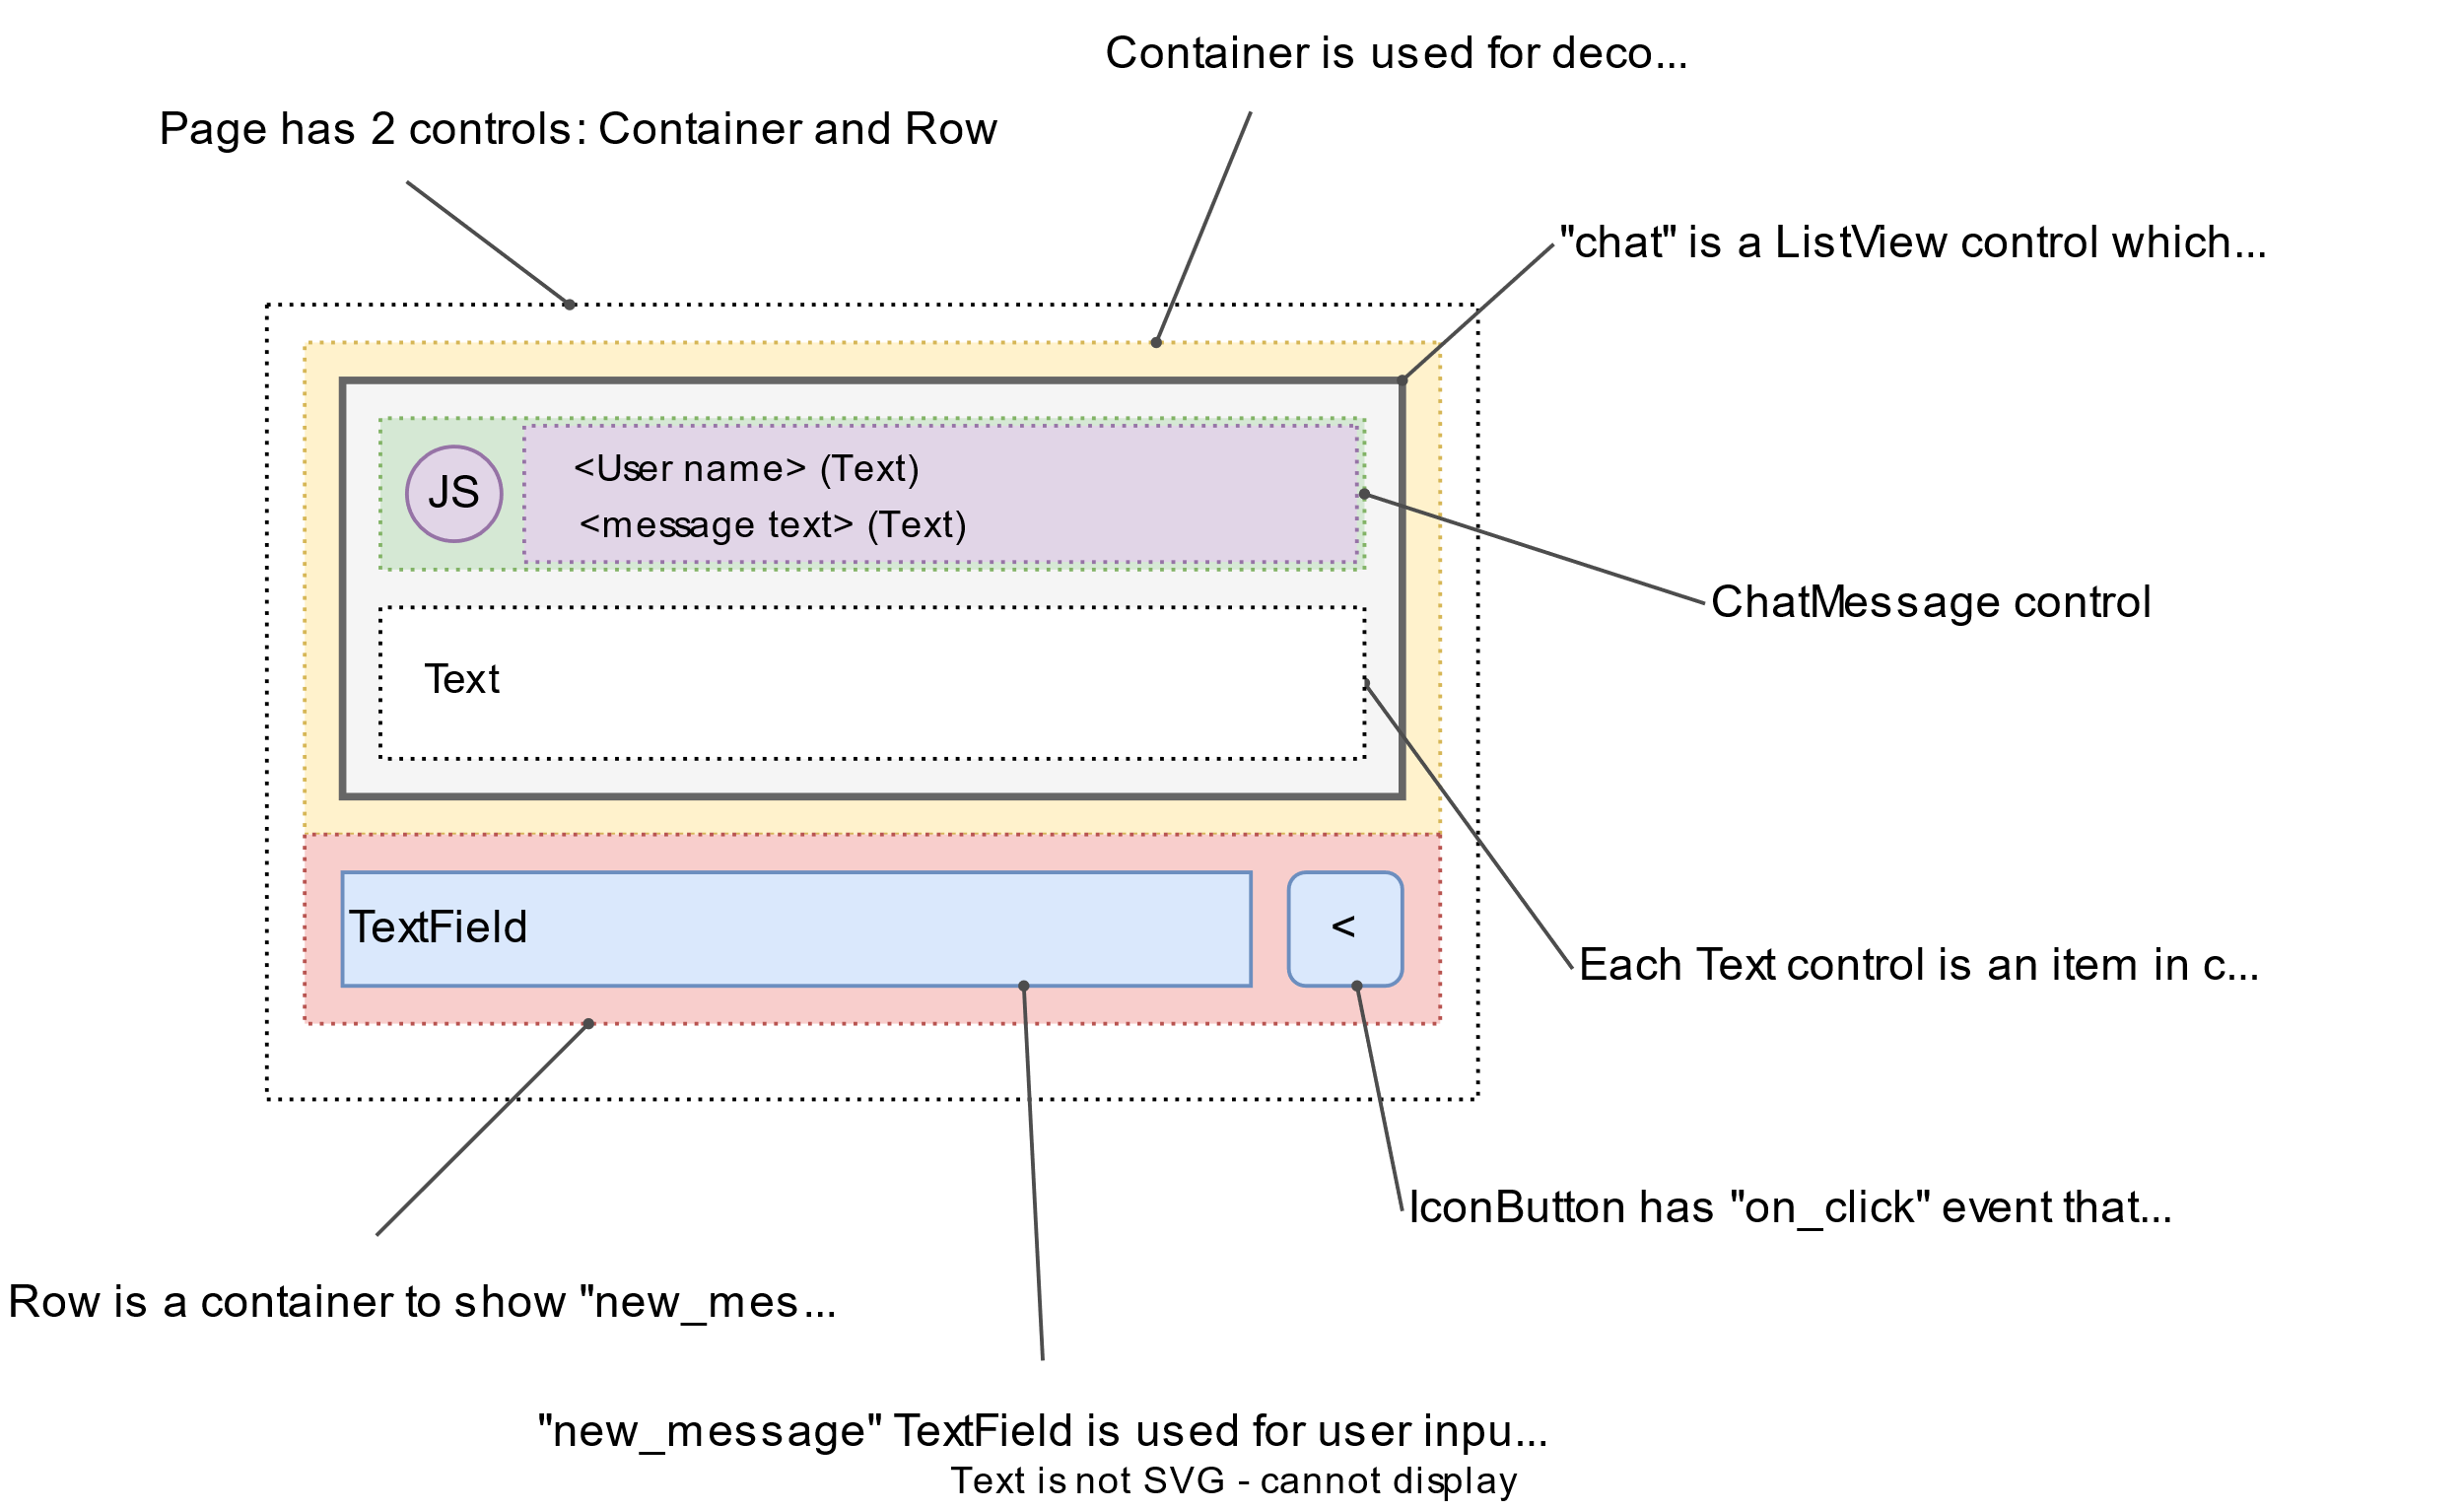 Container is used for deco...
Page has 2 controls: Container and Row
"chat" is a ListView control which...
JS
<User name> (Text)
<message text> (Text)
ChatMessage control
Text
TextField
<
Each Text control is an item in c...
IconButton has "on_click" event that...
Row is a container to show "new_mes...
"new_message" TextField is used for user inpu...
Text is not SVG - cannot display